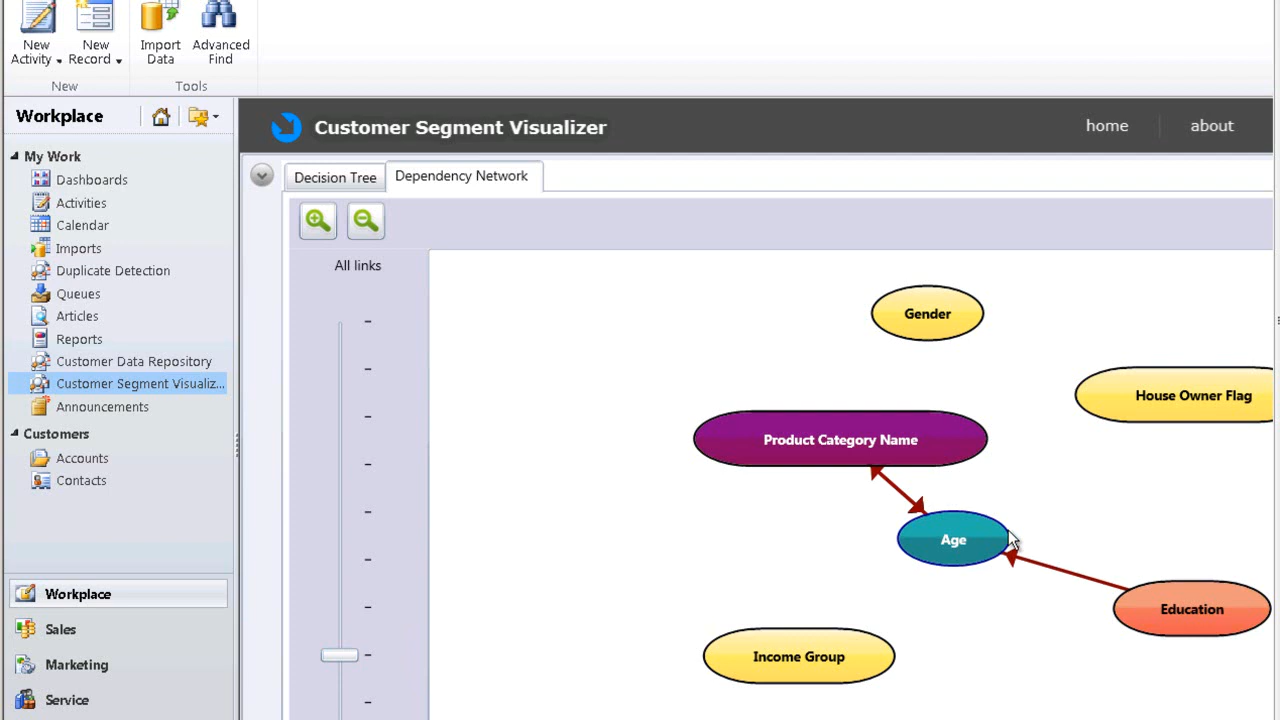 New
Activity
New
Record
Import
Data
Advanced
Find
New
Tools
Workplace
My Work
Dashboards
Activities
Calendar
Imports
Duplicate Detection
Queues
Articles
Reports
Customer Data Repository
Customer Segment Visualiz...
Announcements
Customers
Accounts
Contacts
Workplace
Sales
Marketing
Service
Customer Segment Visualizer
home
about
Decision Tree
Dependency Network
All links
Gender
House Owner Flag
Product Category Name
Age
Education
Income Group